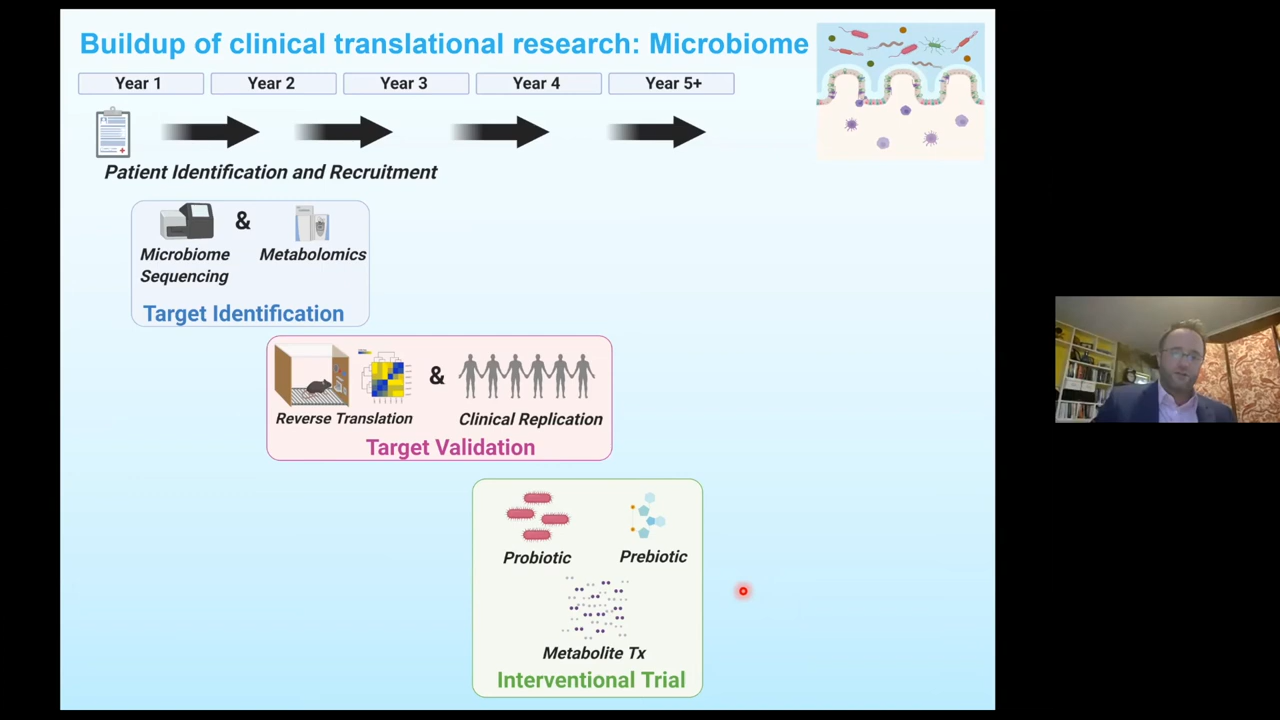 Buildup of clinical translational research: Microbiome
Year 1
Year 2
Year 3
Year 4
Year 5+
Patient Identification and Recruitment
&
Microbiome
Sequencing
Metabolomics
Target Identification
&
Reverse Translation
Clinical Replication
Target Validation
Probiotic
Prebiotic
Metabolite Tx
Interventional Trial